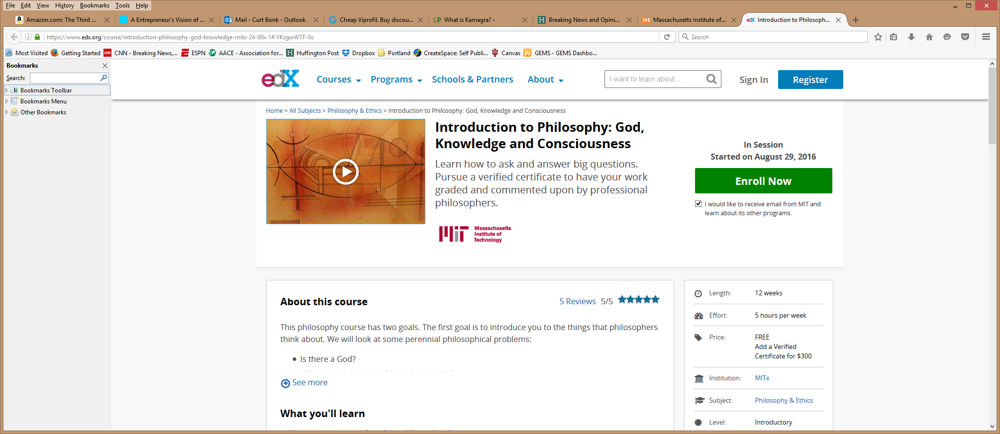 File Edit View History Bookmarks Tools Help
Amazon.com: The Third ...
A Entrepreneur's Vision of ...
Mail - Curt Bonk - Outlook
Cheap Viprofil. Buy discou...
What is Kamagra? -
Breaking News and Opini...
Massachusetts Institute of...
Introduction to Philosoph...
https://www.edx.org/course/introduction-philosophy-god-knowledge-mitx-24-00x-1#.VKsgwWTF-0c
Search
Most Visited Getting Started CNN - Breaking News,... ESPN AACE - Association for... Huffington Post Dropbox Portland CreateSpace: Self Publi... Canvas GEMS - GEMS Dashbo...
Bookmarks
Search:
Bookmarks Toolbar
Bookmarks Menu
Other Bookmarks
edX
Courses Programs Schools & Partners About
I want to learn about...
Sign In Register
Home > All Subjects > Philosophy & Ethics > Introduction to Philosophy: God, Knowledge and Consciousness
Introduction to Philosophy: God,
Knowledge and Consciousness
Learn how to ask and answer big questions.
Pursue a verified certificate to have your work
graded and commented upon by professional
philosophers.
MIT
Massachusetts
Institute of
Technology
In Session
Started on August 29, 2016
Enroll Now
I would like to receive email from MIT and
learn about its other programs.
About this course
5 Reviews 5/5
This philosophy course has two goals. The first goal is to introduce you to the things that philosophers
think about. We will look at some perennial philosophical problems:
• Is there a God?
See more
What you'll learn
Length: 12 weeks
Effort: 5 hours per week
Price: FREE
Add a Verified
Certificate for $300
Institution: MITx
Subject: Philosophy & Ethics
Level: Introductory